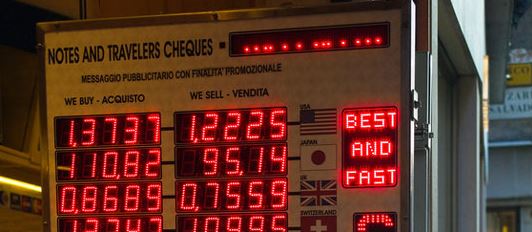 NOTES AND TRAVELERS CHEQUES
MESSAGGIO PUBBLICITARIO CON FINALITA' PROMOZIONALE
WE BUY - ACQUISTO WE SELL - VENDITA
1,3737 1,2225 USA
110,82 95,14 JAPAN
0,8689 0,7559 UK
SWITZERLAND
BEST
AND
FAST